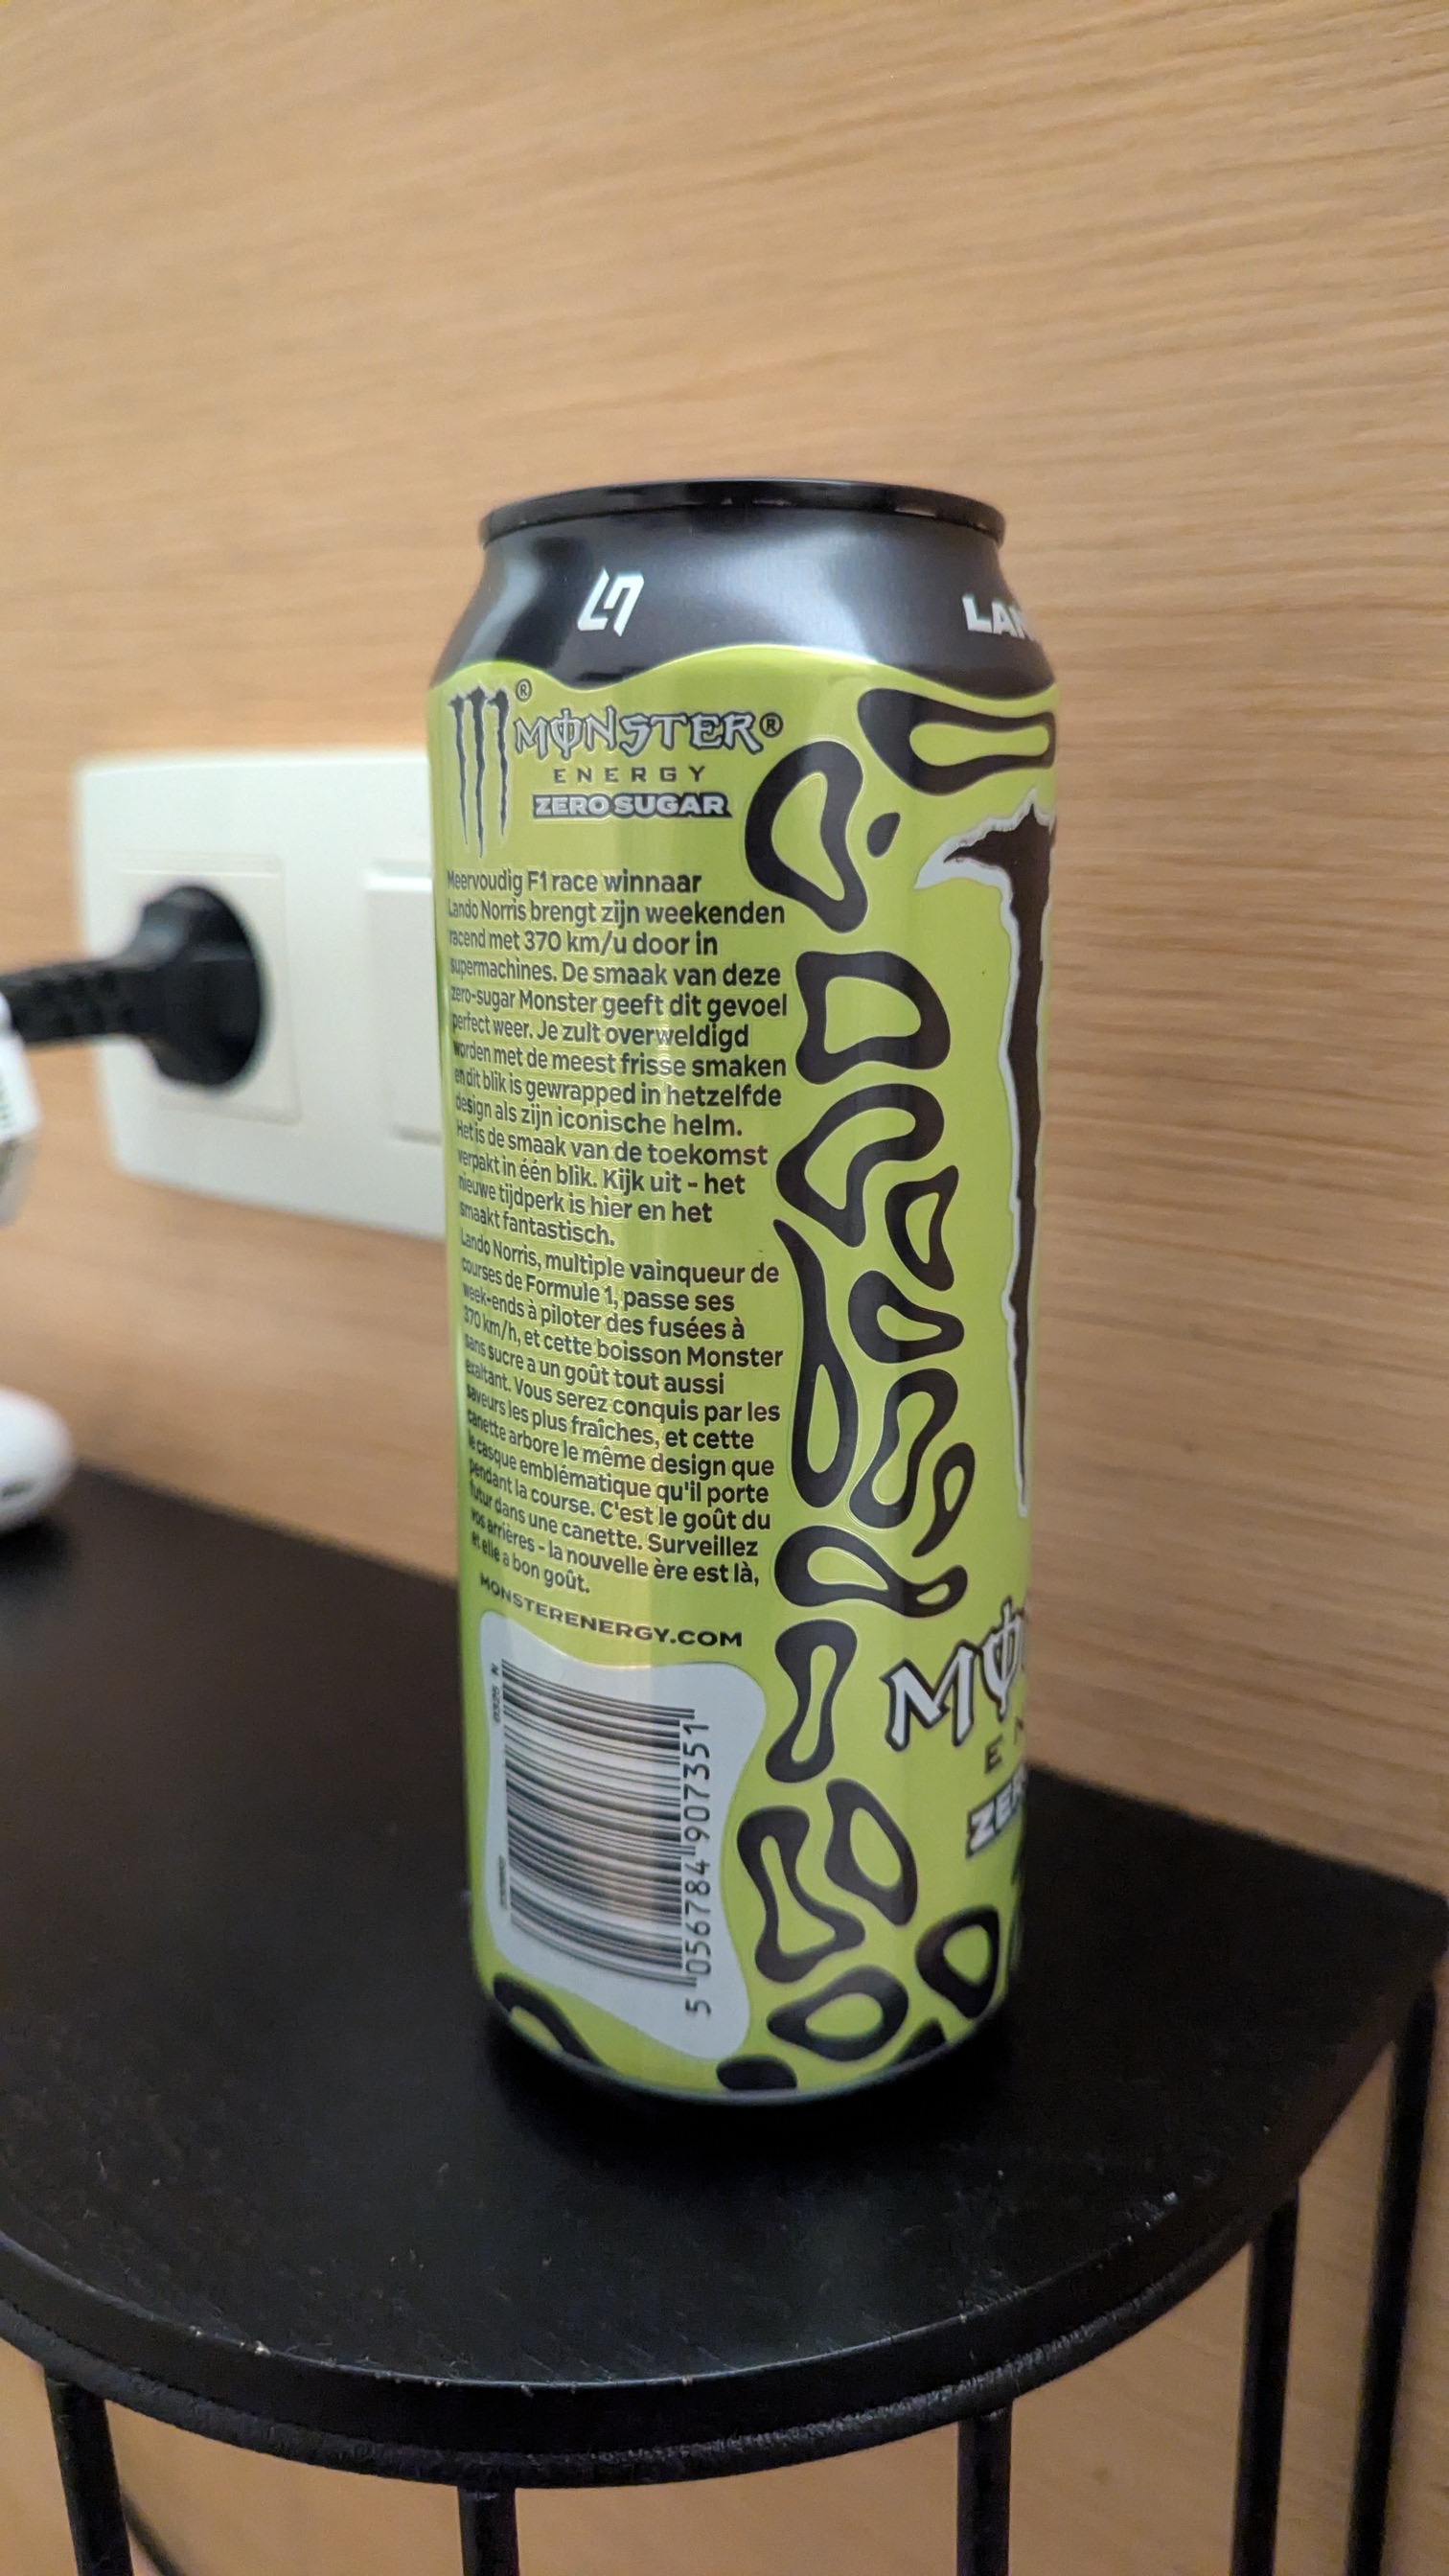 LN
LAN
MONSTER®
ENERGY
ZERO SUGAR
Meervoudig F1 race winnaar
Lando Norris brengt zijn weekenden
racend met 370 km/u door in
supermachines. De smaak van deze
zero-sugar Monster geeft dit gevoel
perfect weer. Je zult overweldigd
worden met de meest frisse smaken
en dit blik is gewrapped in hetzelfde
design als zijn iconische helm.
Het is de smaak van de toekomst
verpakt in één blik. Kijk uit - het
nieuwe tijdperk is hier en het
smaakt fantastisch.
Lando Norris, multiple vainqueur de
courses de Formule 1, passe ses
week-ends à piloter des fusées à
370 km/h, et cette boisson Monster
sans sucre a un goût tout aussi
exaltant. Vous serez conquis par les
saveurs les plus fraîches, et cette
canette arbore le même design que
le casque emblématique qu'il porte
pendant la course. C'est le goût du
futur dans une canette. Surveillez
vos arrières - la nouvelle ère est là,
et elle a bon goût.
MONSTERENERGY.COM
0325 N
5 056784 907351
MO
EN
ZER